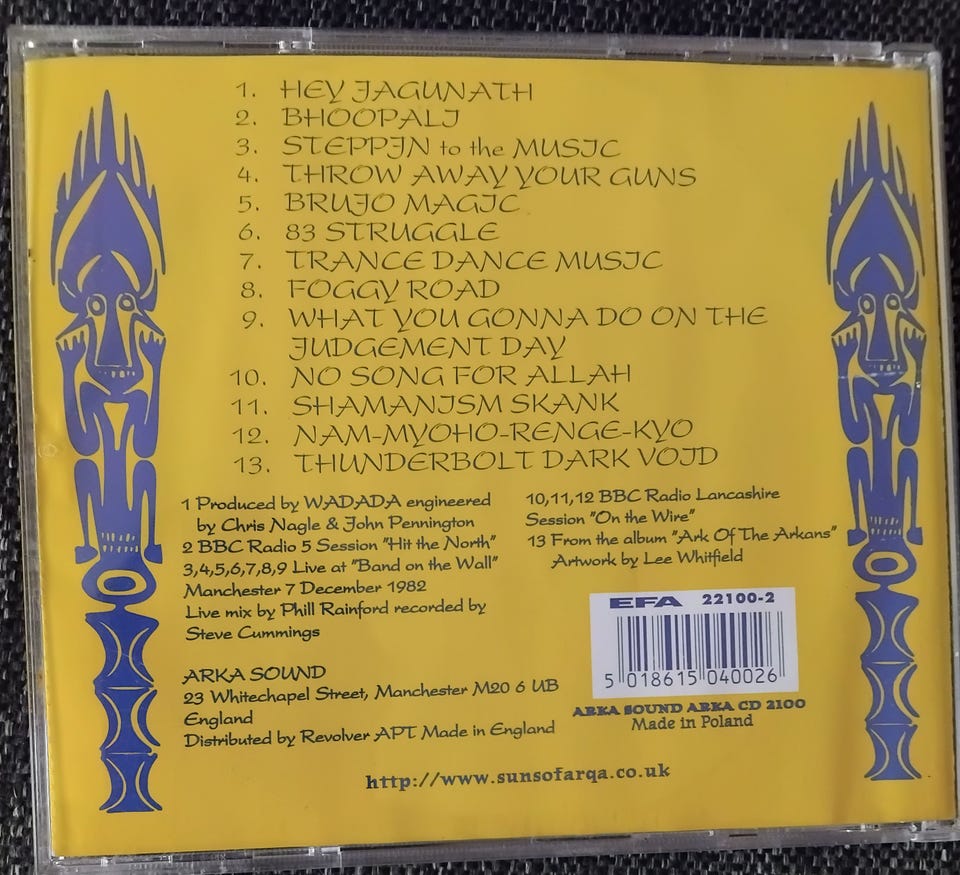 1. HEY JAGUNATH
2. BHOOPALI
3. STEPPIN to the MUSIC
4. THROW AWAY YOUR GUNS
5. BRUJO MAGIC
6. 83 STRUGGLE
7. TRANCE DANCE MUSIC
8. FOGGY ROAD
9. WHAT YOU GONNA DO ON THE
JUDGEMENT DAY
10. NO SONG FOR ALLAH
11. SHAMANISM SKANK
12. NAM-MYOHO-RENGE-KYO
13. THUNDERBOLT DARK VOID
1 Produced by WADADA engineered
by Chris Nagle & John Pennington
2 BBC Radio 5 Session "Hit the North"
3,4,5,6,7,8,9 Live at "Band on the Wall"
Manchester 7 December 1982
Live mix by Phill Rainford recorded by
Steve Cummings
ARKA SOUND
23 Whitechapel Street, Manchester M20 6 UB
England
Distributed by Revolver APT Made in England
10,11,12 BBC Radio Lancashire
Session "On the Wire"
13 From the album "Ark Of The Arkans"
Artwork by Lee Whitfield
EFA 22100-2
5 018615 040026
ARKA SOUND ARKA CD 2100
Made in Poland
http://www.sunsofarqa.co.uk